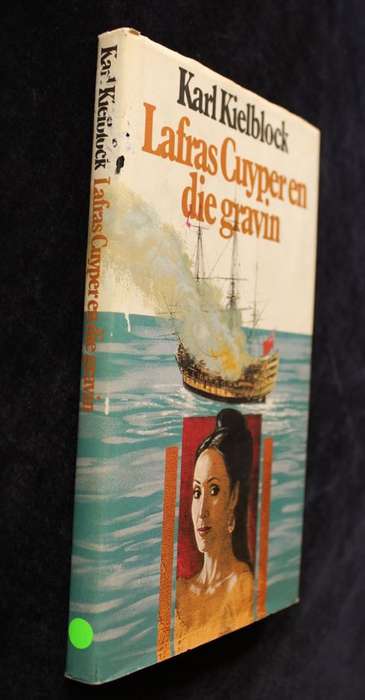 Karl Kielblock
Lafras Cuyper en
die gravin
Karl Kielblock Lafras Cuyper en die gravin